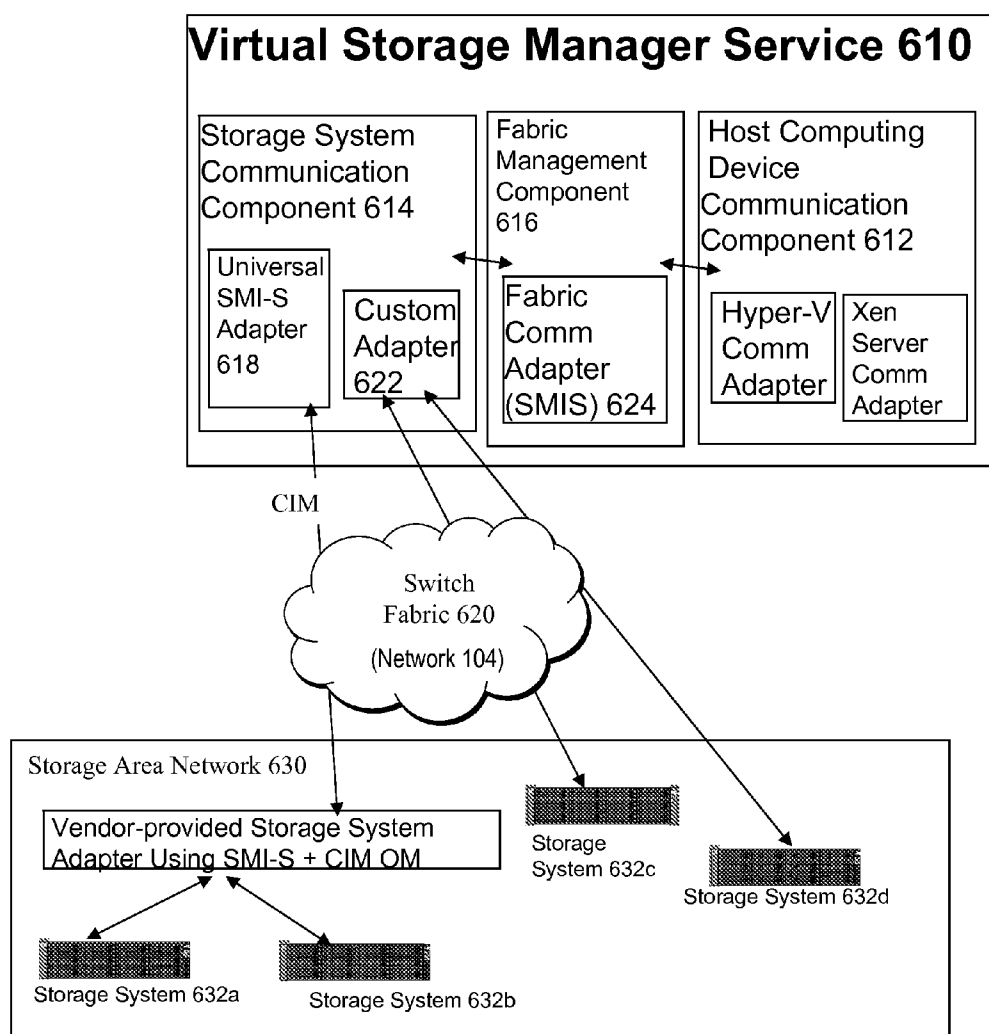 Virtual Storage Manager Service 610
Storage System
Communication
Component 614
Universal
SMI-S
Adapter
618
Custom
Adapter
622
Fabric
Management
Component
616
Fabric
Comm
Adapter
(SMIS) 624
Host Computing
Device
Communication
Component 612
Hyper-V
Comm
Adapter
Xen
Server
Comm
Adapter
CIM
Switch
Fabric 620
(Network 104)
Storage Area Network 630
Vendor-provided Storage System
Adapter Using SMI-S + CIM OM
Storage
System 632c
Storage System 632d
Storage System 632a
Storage System 632b